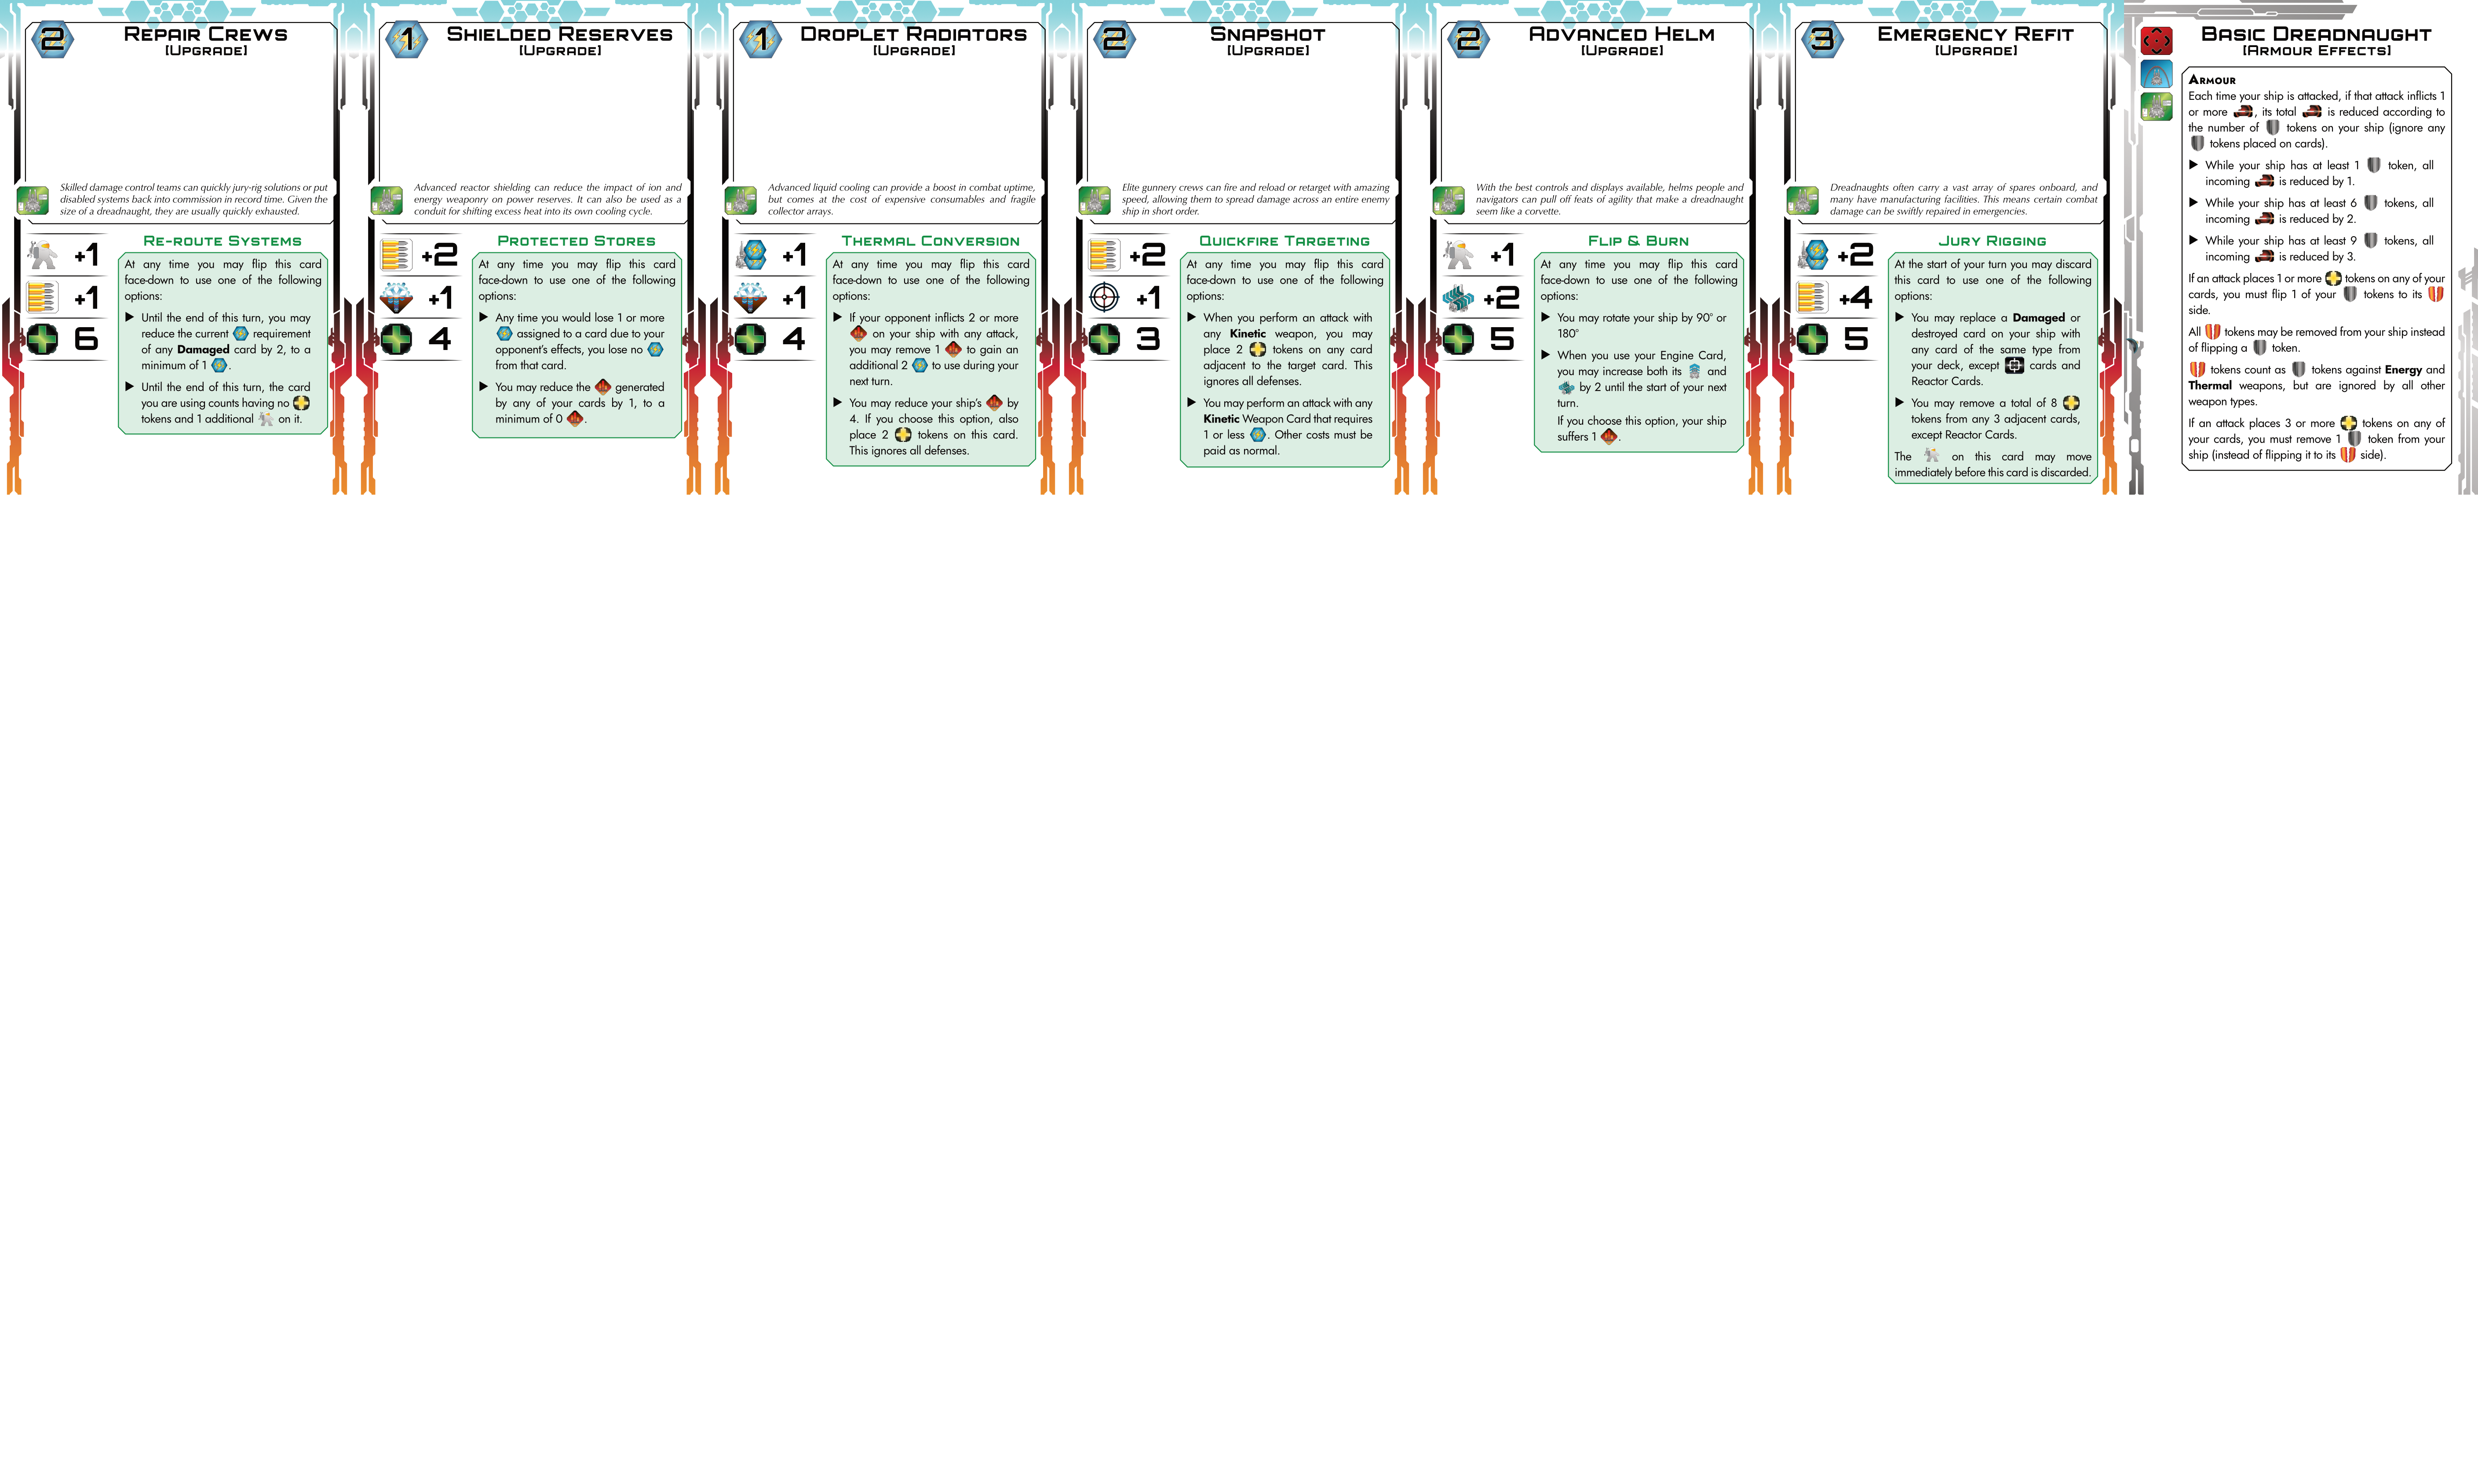 2
REPAIR CREWS
[UPGRADE]
Skilled damage control teams can quickly jury-rig solutions or put
disabled systems back into commission in record time. Given the
size of a dreadnaught, they are usually quickly exhausted.
+1
+1
6
RE-ROUTE SYSTEMS
At any time you may flip this card
face-down to use one of the following
options:
Until the end of this turn, you may
reduce the current requirement
of any Damaged card by 2, to a
minimum of 1 .
Until the end of this turn, the card
you are using counts having no
tokens and 1 additional on it.
1
SHIELDED RESERVES
[UPGRADE]
Advanced reactor shielding can reduce the impact of ion and
energy weaponry on power reserves. It can also be used as a
conduit for shifting excess heat into its own cooling cycle.
+2
+1
4
PROTECTED STORES
At any time you may flip this card
face-down to use one of the following
options:
Any time you would lose 1 or more
assigned to a card due to your
opponent's effects, you lose no
from that card.
You may reduce the generated
by any of your cards by 1, to a
minimum of 0 .
1
DROPLET RADIATORS
[UPGRADE]
Advanced liquid cooling can provide a boost in combat uptime,
but comes at the cost of expensive consumables and fragile
collector arrays.
+1
+1
4
THERMAL CONVERSION
At any time you may flip this card
face-down to use one of the following
options:
If your opponent inflicts 2 or more
on your ship with any attack,
you may remove 1 to gain an
additional 2 to use during your
next turn.
You may reduce your ship's by
4. If you choose this option, also
place 2 tokens on this card.
This ignores all defenses.
2
SNAPSHOT
[UPGRADE]
Elite gunnery crews can fire and reload or retarget with amazing
speed, allowing them to spread damage across an entire enemy
ship in short order.
+2
+1
3
QUICKFIRE TARGETING
At any time you may flip this card
face-down to use one of the following
options:
When you perform an attack with
any Kinetic weapon, you may
place 2 tokens on any card
adjacent to the target card. This
ignores all defenses.
You may perform an attack with any
Kinetic Weapon Card that requires
1 or less . Other costs must be
paid as normal.
2
ADVANCED HELM
[UPGRADE]
With the best controls and displays available, helms people and
navigators can pull off feats of agility that make a dreadnaught
seem like a corvette.
+1
+2
5
FLIP & BURN
At any time you may flip this card
face-down to use one of the following
options:
You may rotate your ship by 90° or
180°
When you use your Engine Card,
you may increase both its and
by 2 until the start of your next
turn.
If you choose this option, your ship
suffers 1 .
3
EMERGENCY REFIT
[UPGRADE]
Dreadnaughts often carry a vast array of spares onboard, and
many have manufacturing facilities. This means certain combat
damage can be swiftly repaired in emergencies.
+2
+4
5
JURY RIGGING
At the start of your turn you may discard
this card to use one of the following
options:
You may replace a Damaged or
destroyed card on your ship with
any card of the same type from
your deck, except cards and
Reactor Cards.
You may remove a total of 8
tokens from any 3 adjacent cards,
except Reactor Cards.
The on this card may move
immediately before this card is discarded.
BASIC DREADNAUGHT
[ARMOUR EFFECTS]
ARMOUR
Each time your ship is attacked, if that attack inflicts 1
or more , its total is reduced according to
the number of tokens on your ship (ignore any
tokens placed on cards).
While your ship has at least 1 token, all
incoming is reduced by 1.
While your ship has at least 6 tokens, all
incoming is reduced by 2.
While your ship has at least 9 tokens, all
incoming is reduced by 3.
If an attack places 1 or more tokens on any of your
cards, you must flip 1 of your tokens to its
side.
All tokens may be removed from your ship instead
of flipping a token.
tokens count as tokens against Energy and
Thermal weapons, but are ignored by all other
weapon types.
If an attack places 3 or more tokens on any of
your cards, you must remove 1 token from your
ship (instead of flipping it to its side).